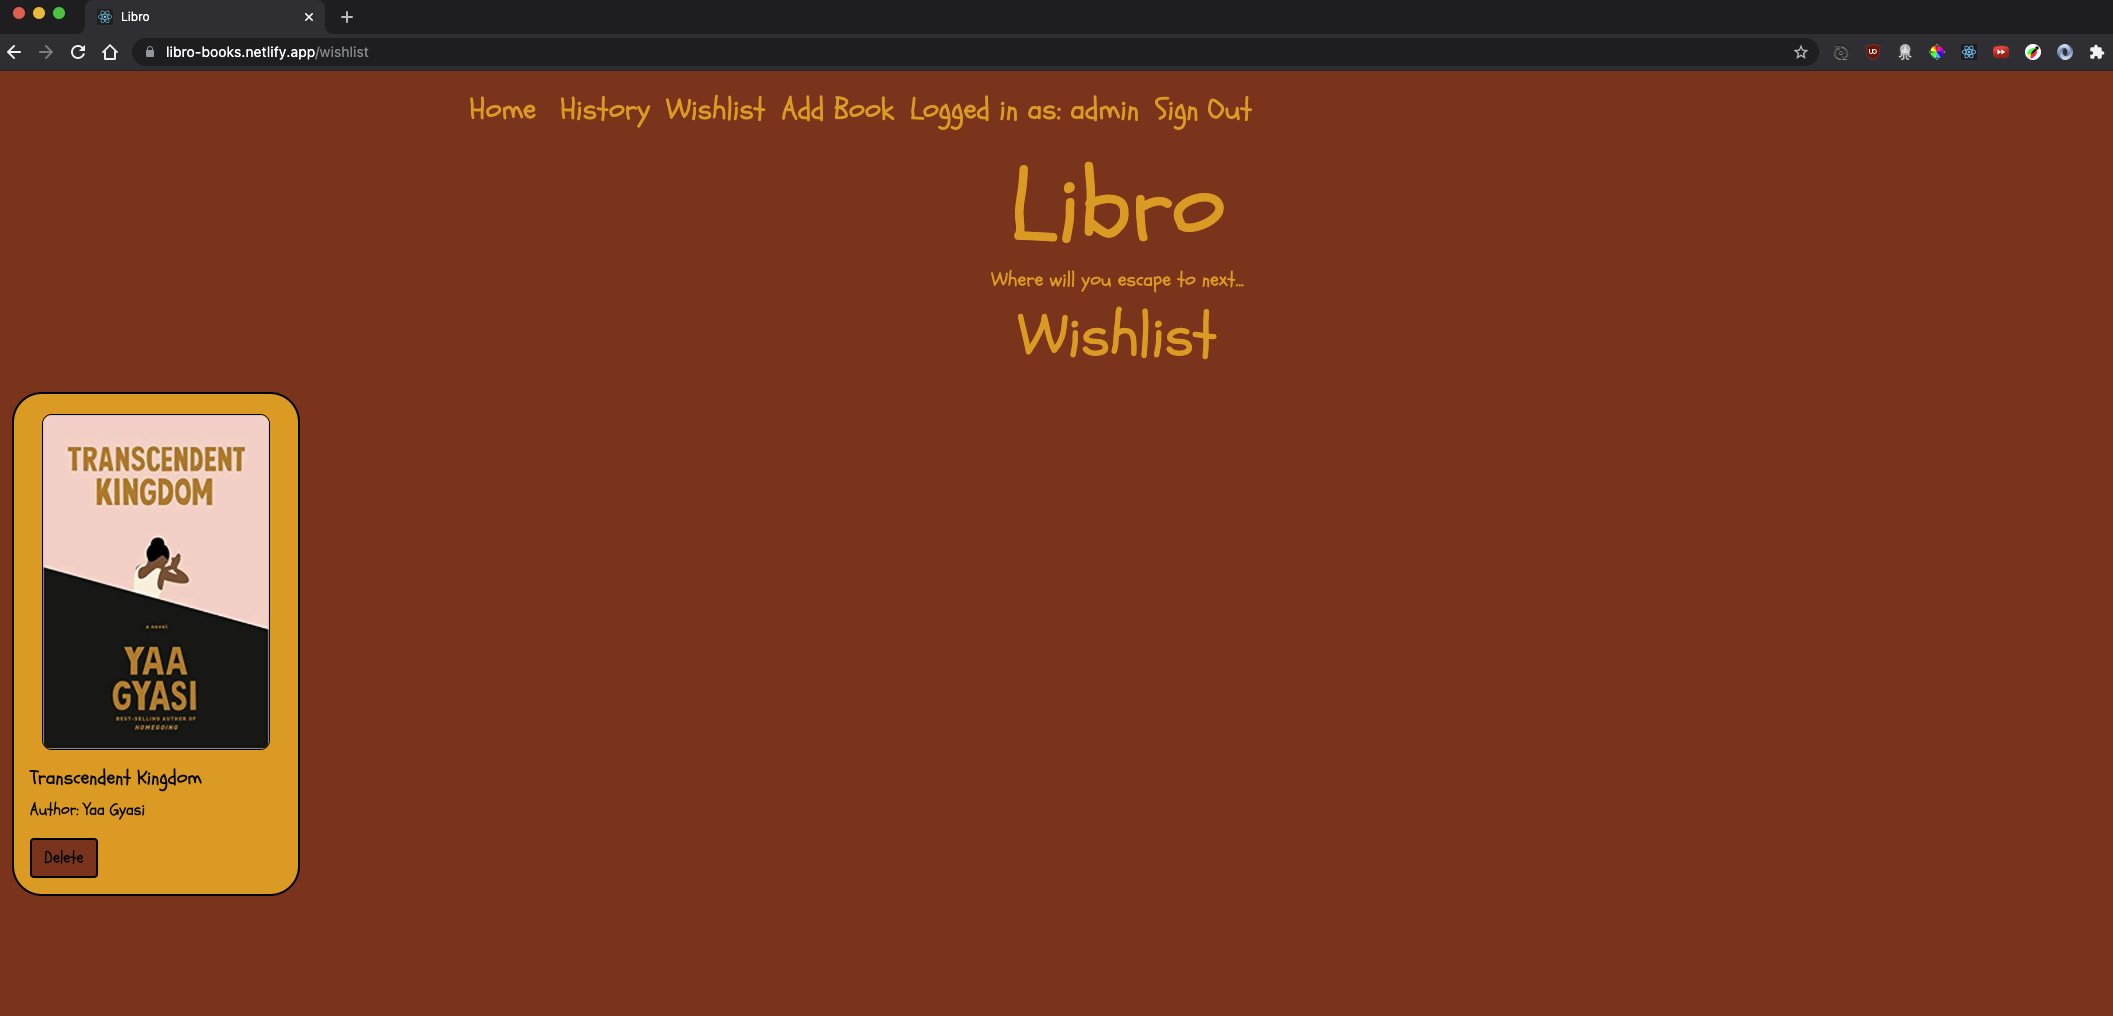 Libro
libro-books.netlify.app/wishlist
Home History Wishlist Add Book Logged in as: admin Sign Out
Libro
Where will you escape to next...
Wishlist
TRANSCENDENT
KINGDOM
a novel
YAA
GYASI
BEST-SELLING AUTHOR OF
HOMEGOING
Transcendent Kingdom
Author: Yaa Gyasi
Delete